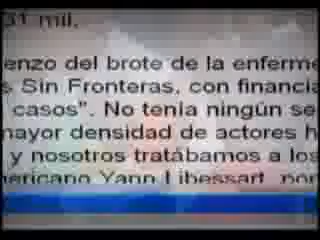 31 mil.
enzo del brote de la enferme
s Sin Fronteras, con financia
casos". No tenía ningún se
mayor densidad de actores h
y nosotros tratábamos a los
mericano Yann Libessart, por